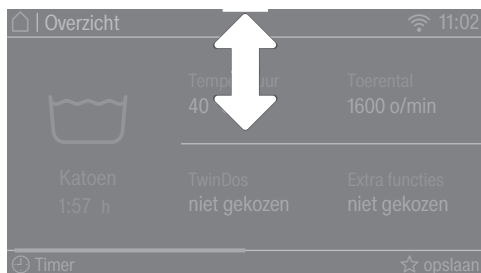 | Overzicht 11:02
Toerental
40 1600 o/min
Katoen
1:57 h
TwinDos Extra functies
niet gekozen niet gekozen
Timer opslaan